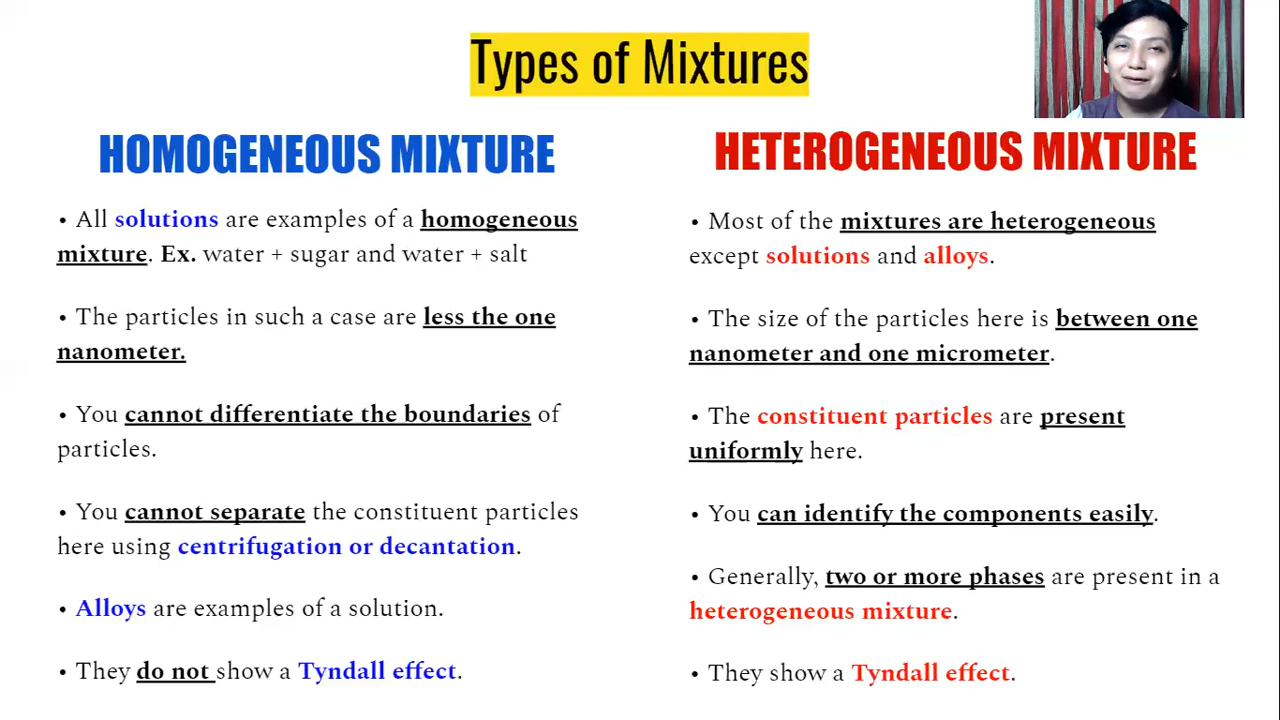 Types of Mixtures
HOMOGENEOUS MIXTURE
• All solutions are examples of a homogeneous
mixture. Ex. water + sugar and water + salt
• The particles in such a case are less the one
nanometer.
• You cannot differentiate the boundaries of
particles.
• You cannot separate the constituent particles
here using centrifugation or decantation.
• Alloys are examples of a solution.
• They do not show a Tyndall effect.
HETEROGENEOUS MIXTURE
• Most of the mixtures are heterogeneous
except solutions and alloys.
• The size of the particles here is between one
nanometer and one micrometer.
• The constituent particles are present
uniformly here.
• You can identify the components easily.
• Generally, two or more phases are present in a
heterogeneous mixture.
• They show a Tyndall effect.